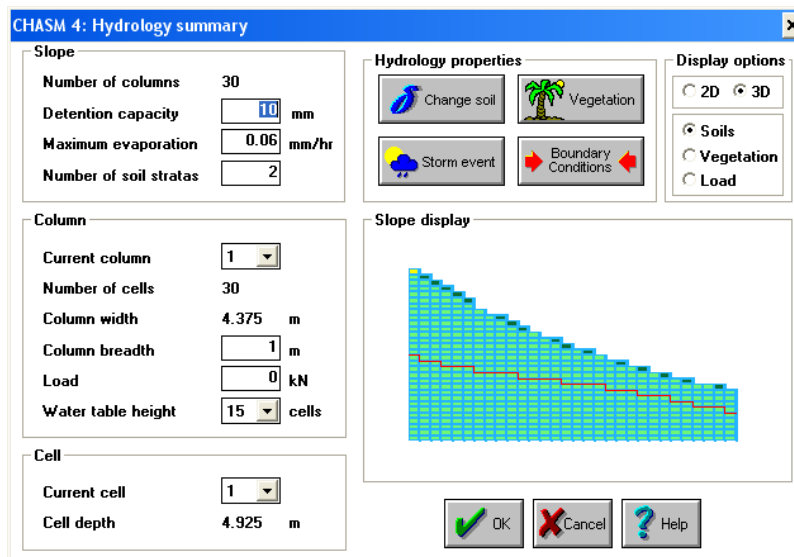 CHASM 4: Hydrology summary
Slope
Number of columns 30
Detention capacity 10 mm
Maximum evaporation 0.06 mm/hr
Number of soil stratas 2
Hydrology properties
Change soil
Vegetation
Storm event
Boundary
Conditions
Display options
2D 3D
Soils
Vegetation
Load
Column
Current column 1
Number of cells 30
Column width 4.375 m
Column breadth 1 m
Load 0 kN
Water table height 15 cells
Slope display
Cell
Current cell 1
Cell depth 4.925 m
OK
Cancel
Help